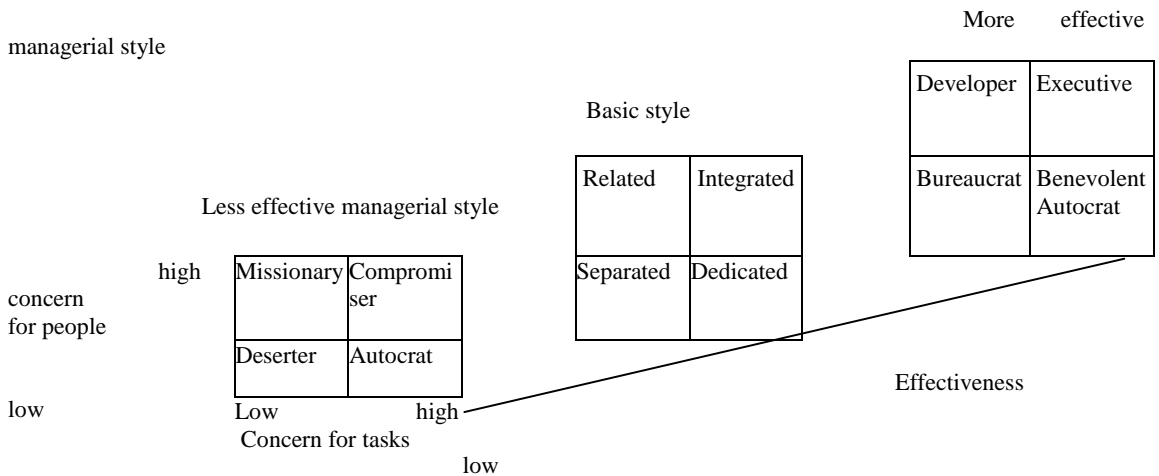 More effective
managerial style
Developer Executive
Basic style
Related Integrated
Bureaucrat Benevolent
Autocrat
Less effective managerial style
high Missionary Compromi
ser
Separated Dedicated
concern
for people
Deserter Autocrat
Effectiveness
low Low high
Concern for tasks
low